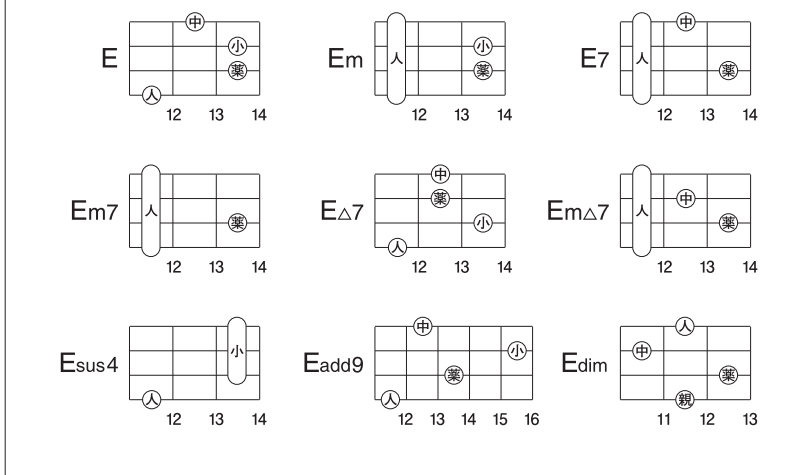 E 中 小 薬 人
12 13 14
Em 人 小 薬
12 13 14
E7 人 中 薬
12 13 14
Em7 人 薬
12 13 14
E△7 中 薬 小 人
12 13 14
Em△7 人 中 薬
12 13 14
Esus4 小 人
12 13 14
Eadd9 中 小 薬 人
12 13 14 15 16
Edim 人 中 薬 親
11 12 13